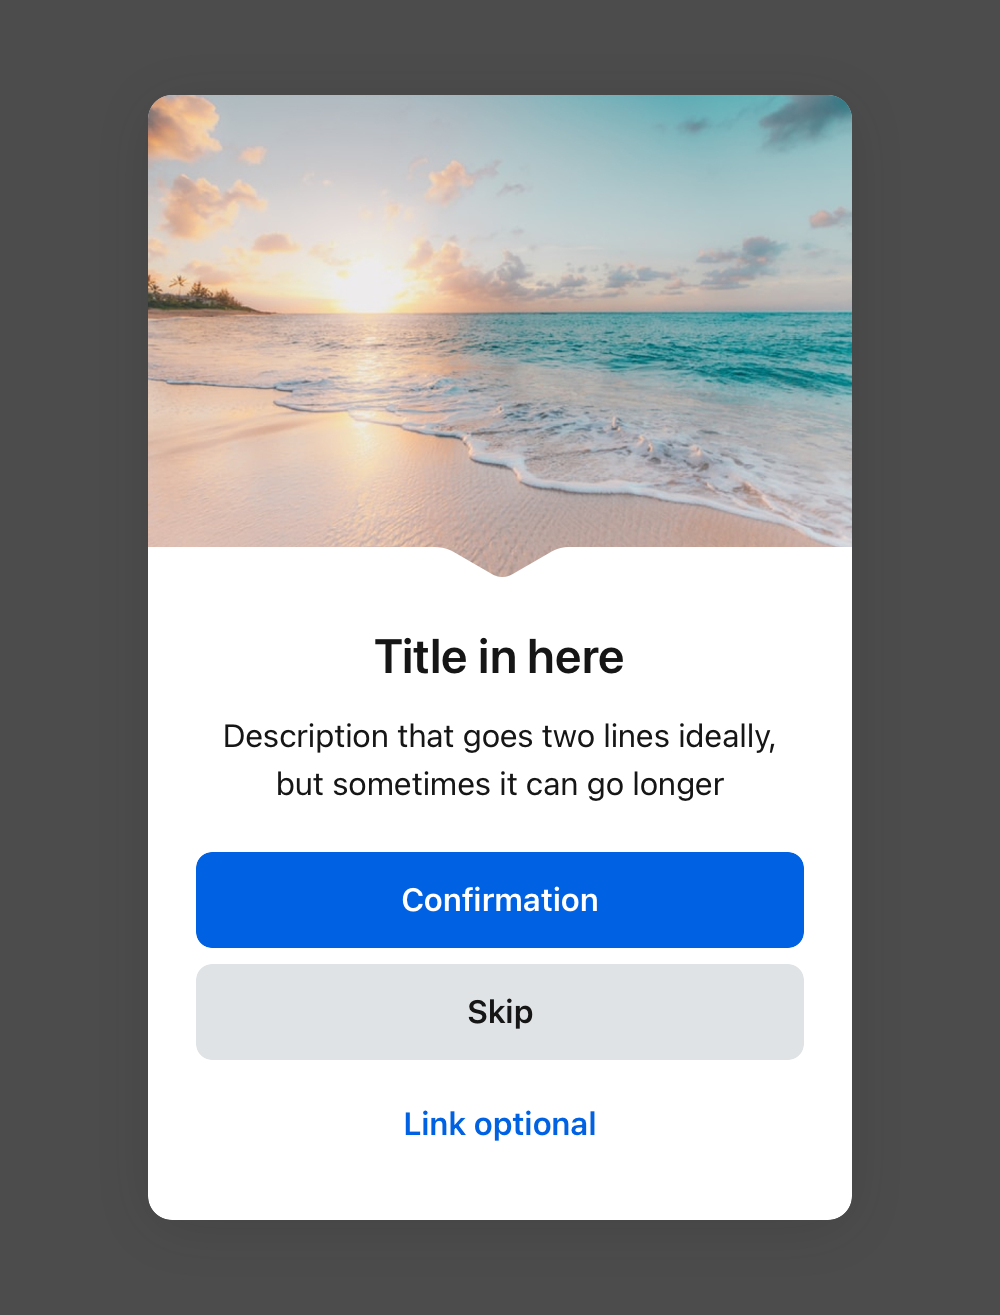 Title in here
Description that goes two lines ideally,
but sometimes it can go longer
Confirmation
Skip
Link optional